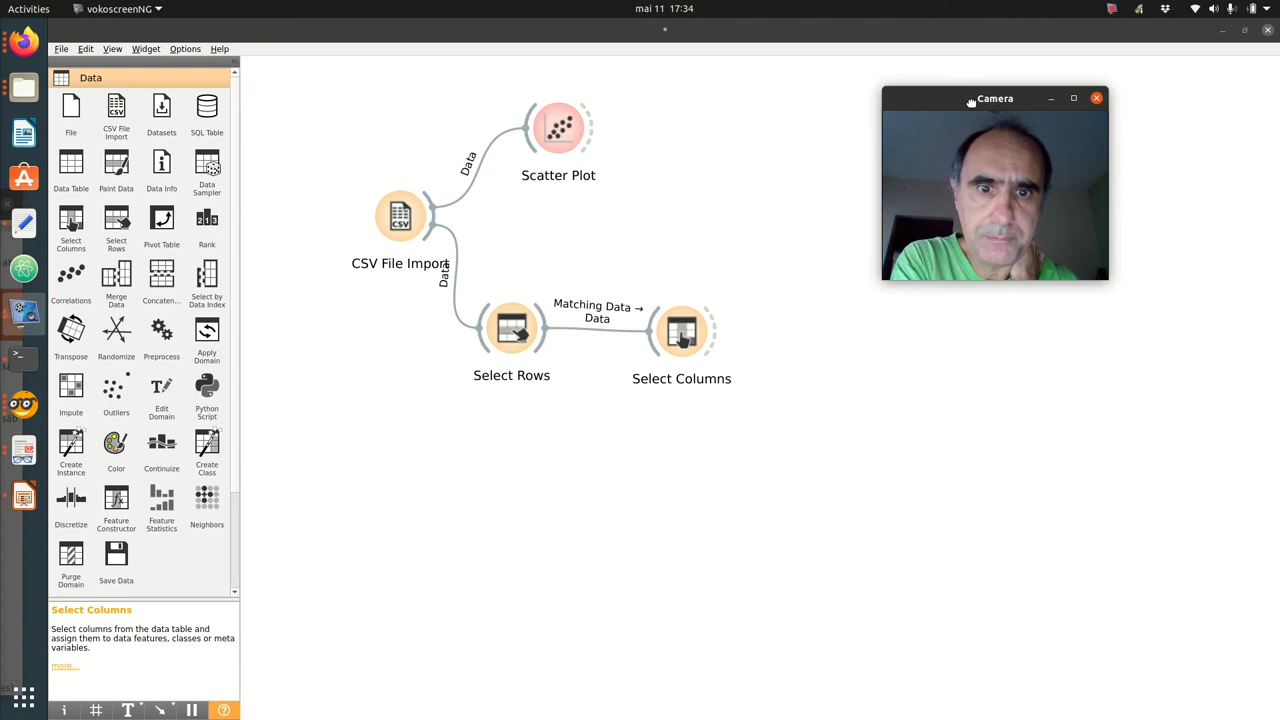 Activities
vokoscreenNG
mai 11 17:34
File Edit View Widget Options Help
Data
File
CSV File Import
Datasets
SQL Table
Data Table
Paint Data
Data Info
Data Sampler
Select Columns
Select Rows
Pivot Table
Rank
Correlations
Merge Data
Concaten...
Select by Data Index
Transpose
Randomize
Preprocess
Apply Domain
Impute
Outliers
Edit Domain
Python Script
Create Instance
Color
Continuize
Create Class
Discretize
Feature Constructor
Feature Statistics
Neighbors
Purge Domain
Save Data
Select Columns
Select columns from the data table and
assign them to data features, classes or meta
variables.
more...
Data
Scatter Plot
CSV File Import
Data
Matching Data →
Data
Select Rows
Select Columns
Camera